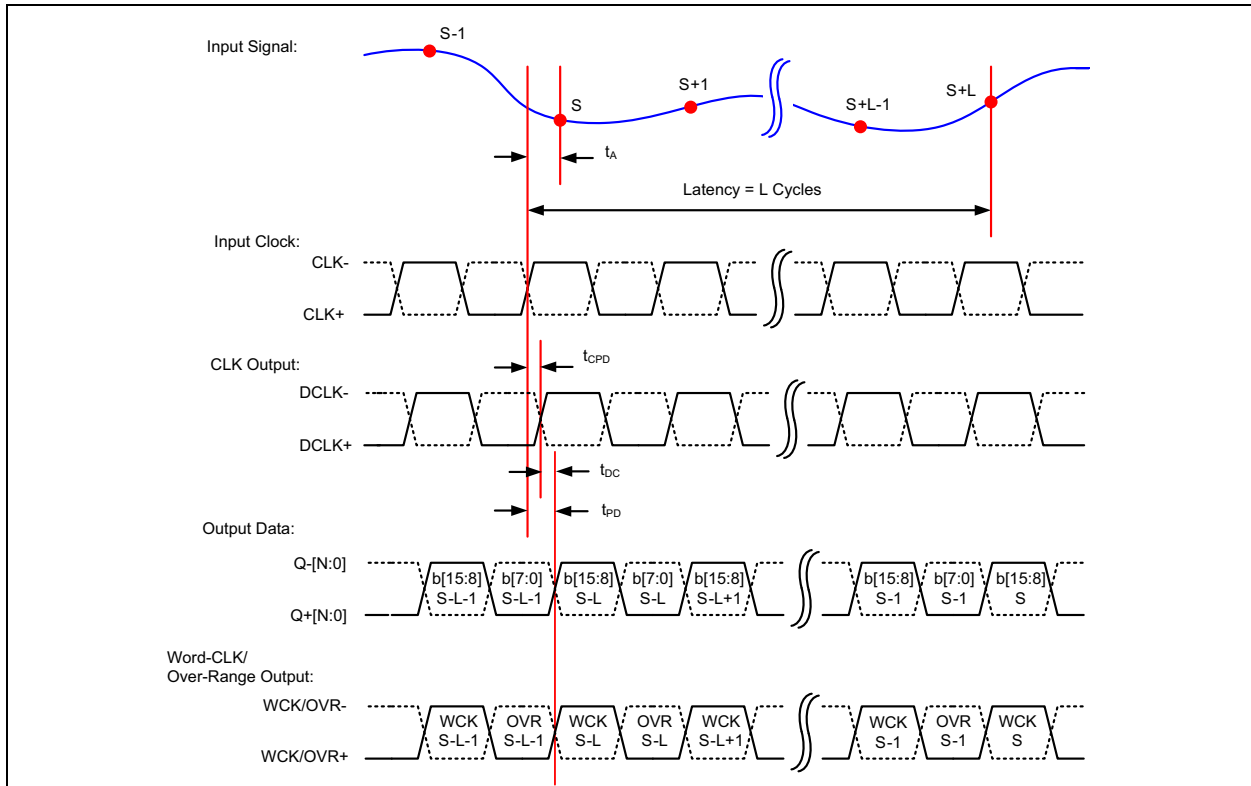 Input Signal:
S-1
S
S+1
S+L-1
S+L
tA
Latency = L Cycles
Input Clock:
CLK-
CLK+
tCPD
CLK Output:
DCLK-
DCLK+
tDC
tPD
Output Data:
Q-[N:0]
b[15:8] b[7:0] b[15:8] b[7:0] b[15:8] b[15:8] b[7:0] b[15:8]
S-L-1 S-L-1 S-L S-L S-L+1 S-1 S-1 S
Q+[N:0]
Word-CLK/
Over-Range Output:
WCK/OVR-
WCK OVR WCK OVR WCK WCK OVR WCK
S-L-1 S-L-1 S-L S-L S-L+1 S-1 S-1 S
WCK/OVR+